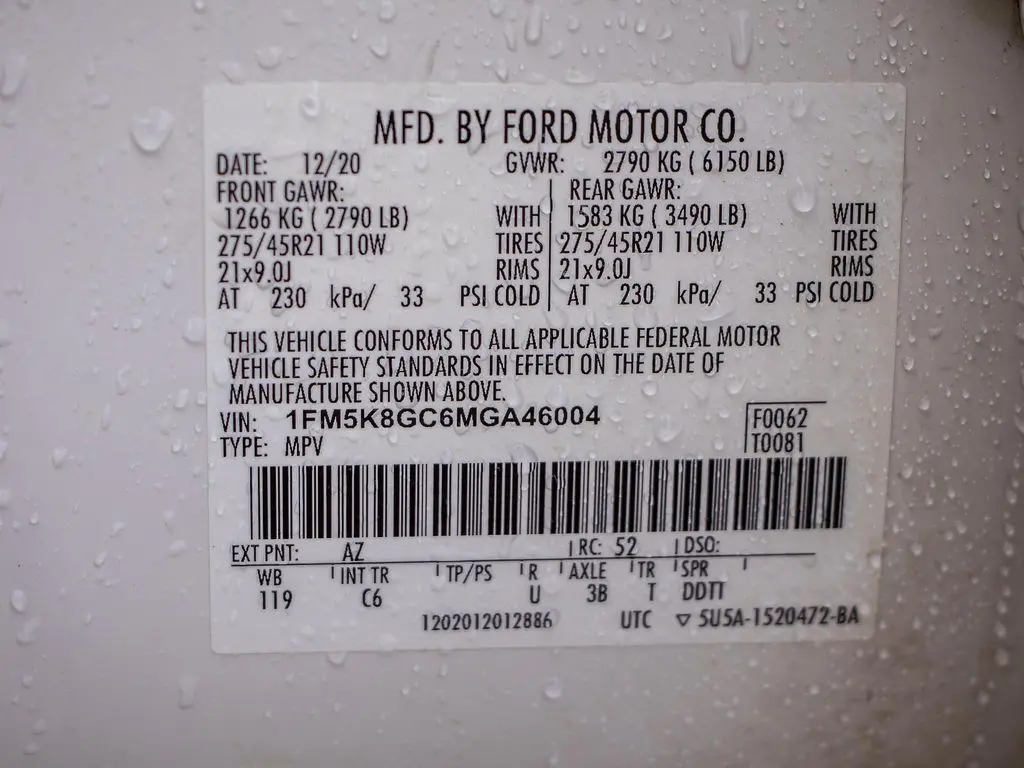 MFD. BY FORD MOTOR CO.
DATE: 12/20 GVWR: 2790 KG ( 6150 LB)
FRONT GAWR: REAR GAWR:
1266 KG ( 2790 LB) WITH 1583 KG ( 3490 LB) WITH
275/45R21 110W TIRES 275/45R21 110W TIRES
21x9.0J RIMS 21x9.0J RIMS
AT 230 kPa/ 33 PSI COLD AT 230 kPa/ 33 PSI COLD
THIS VEHICLE CONFORMS TO ALL APPLICABLE FEDERAL MOTOR
VEHICLE SAFETY STANDARDS IN EFFECT ON THE DATE OF
MANUFACTURE SHOWN ABOVE.
VIN: 1FM5K8GC6MGA46004 F0062
TYPE: MPV T0081
EXT PNT: AZ RC: 52 DSO:
WB INT TR TP/PS R AXLE TR SPR
119 C6 U 3B T DDTT
1202012012886 UTC ▽ 5U5A-1520472-BA